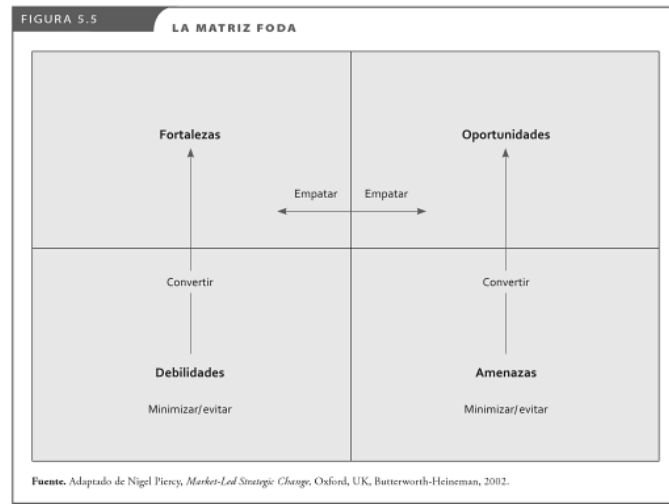 FIGURA 5.5
LA MATRIZ FODA
Fortalezas
Oportunidades
Empatar
Empatar
Convertir
Convertir
Debilidades
Amenazas
Minimizar/evitar
Minimizar/evitar
Fuente. Adaptado de Nigel Piercy, Market-Led Strategic Change. Oxford, UK, Butterworth-Heineman, 2002.